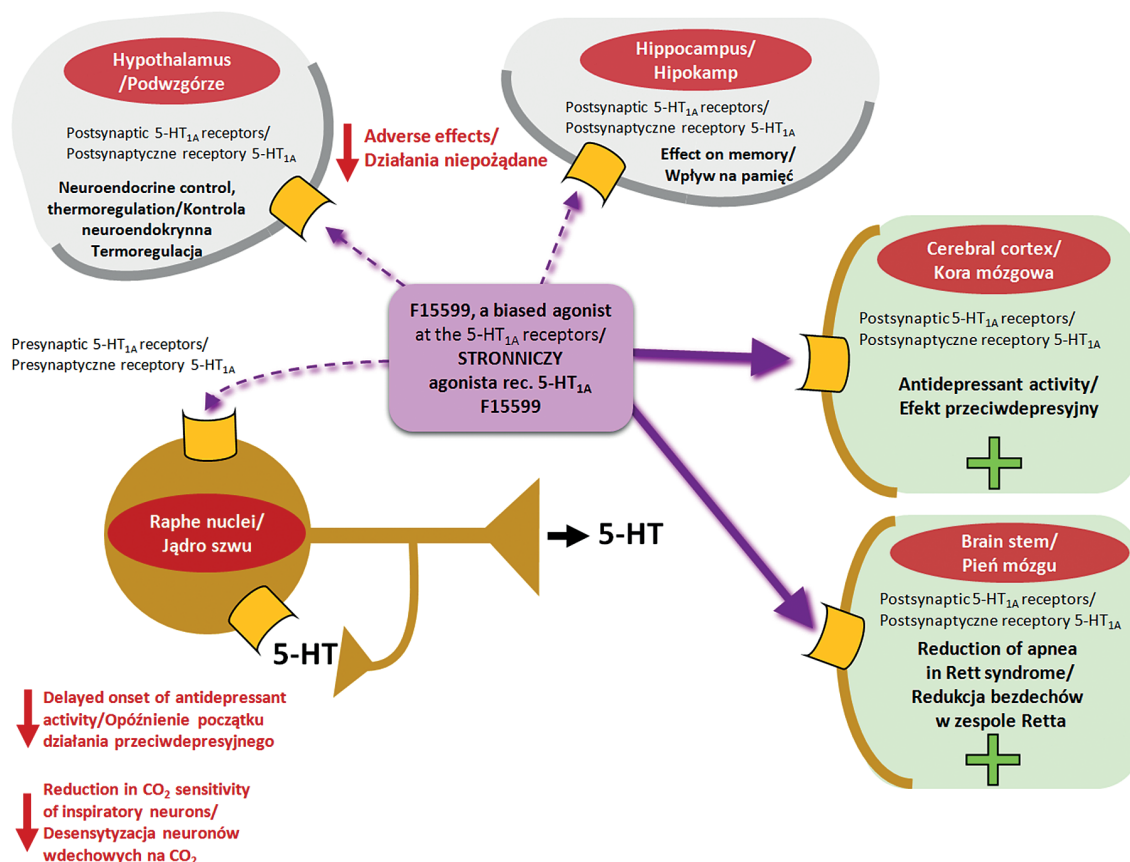 Hypothalamus
/Podwzgórze
Postsynaptic 5-HT1A receptors/
Postsynaptyczne receptory 5-HT1A
Neuroendocrine control,
thermoregulation/Kontrola
neuroendokrynna
Termoregulacja
Adverse effects/
Działania niepożądane
Hippocampus/
Hipokamp
Postsynaptic 5-HT1A receptors/
Postsynaptyczne receptory 5-HT1A
Effect on memory/
Wpływ na pamięć
Cerebral cortex/
Kora mózgowa
Postsynaptic 5-HT1A receptors/
Postsynaptyczne receptory 5-HT1A
Antidepressant activity/
Efekt przeciwdepresyjny
F15599, a biased agonist
at the 5-HT1A receptors/
STRONNICZY
agonista rec. 5-HT1A
F15599
Presynaptic 5-HT1A receptors/
Presynaptyczne receptory 5-HT1A
Raphe nuclei/
Jądro szwu
5-HT
5-HT
Brain stem/
Pień mózgu
Postsynaptic 5-HT1A receptors/
Postsynaptyczne receptory 5-HT1A
Reduction of apnea
in Rett syndrome/
Redukcja bezdechów
w zespole Retta
Delayed onset of antidepressant
activity/Opóźnienie początku
działania przeciwdepresyjnego
Reduction in CO2 sensitivity
of inspiratory neurons/
Desensytyzacja neuronów
wdechowych na CO2